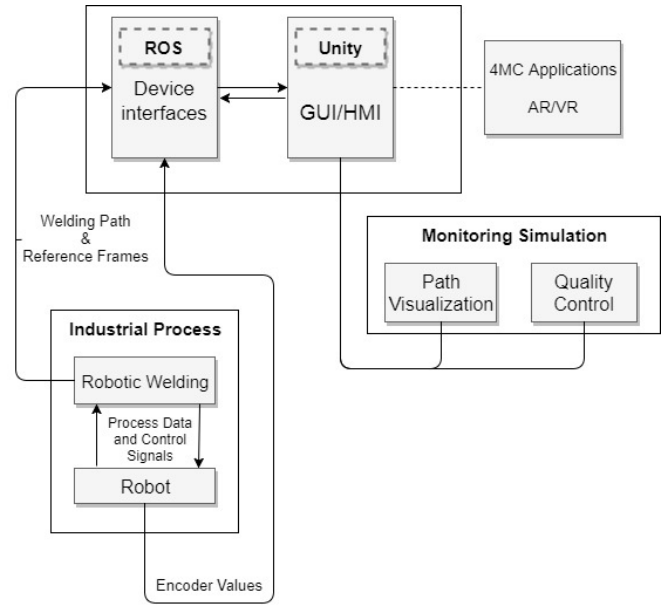 ROS
Device
interfaces
Unity
GUI/HMI
4MC Applications
AR/VR
Welding Path
&
Reference Frames
Monitoring Simulation
Path
Visualization
Quality
Control
Industrial Process
Robotic Welding
Process Data
and Control
Signals
Robot
Encoder Values